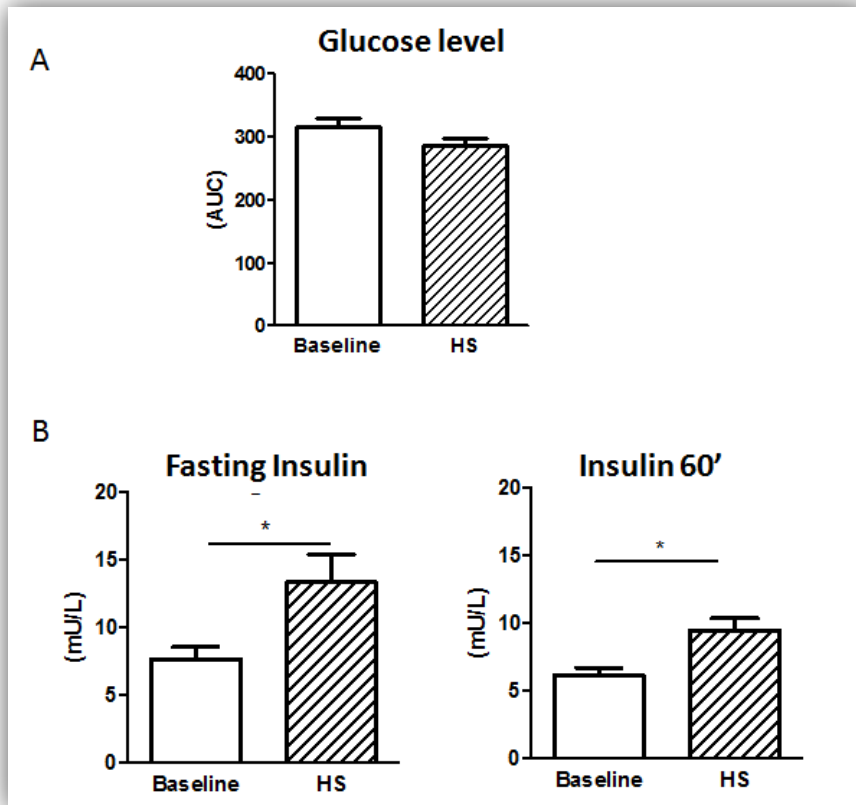 A
Glucose level
400
300
200
100
0
(AUC)
Baseline HS
B
Fasting Insulin
20
15
10
5
0
(mU/L)
*
Baseline HS
Insulin 60’
20
15
10
5
0
(mU/L)
*
Baseline HS